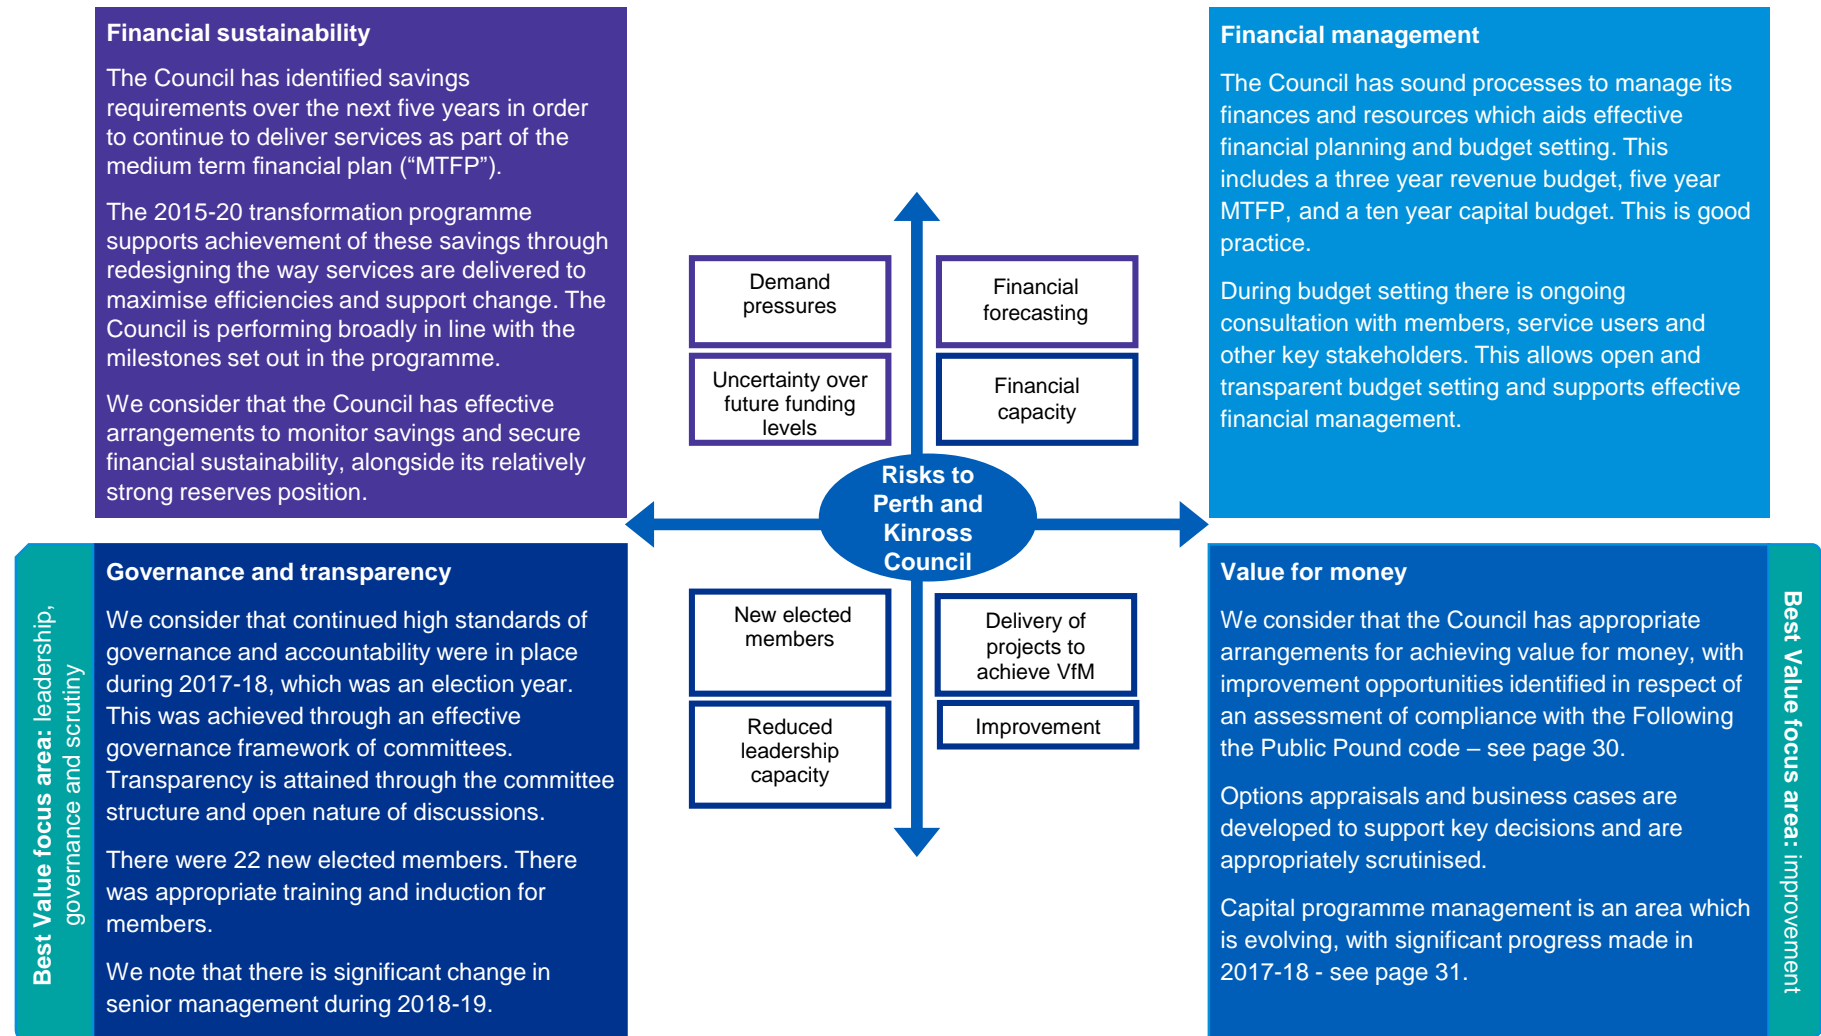 Financial sustainability
The Council has identified savings
requirements over the next five years in order
to continue to deliver services as part of the
medium term financial plan (“MTFP”).
The 2015-20 transformation programme
supports achievement of these savings through
redesigning the way services are delivered to
maximise efficiencies and support change. The
Council is performing broadly in line with the
milestones set out in the programme.
We consider that the Council has effective
arrangements to monitor savings and secure
financial sustainability, alongside its relatively
strong reserves position.
Financial management
The Council has sound processes to manage its
finances and resources which aids effective
financial planning and budget setting. This
includes a three year revenue budget, five year
MTFP, and a ten year capital budget. This is good
practice.
During budget setting there is ongoing
consultation with members, service users and
other key stakeholders. This allows open and
transparent budget setting and supports effective
financial management.
Demand
pressures
Financial
forecasting
Uncertainty over
future funding
levels
Financial
capacity
Risks to
Perth and
Kinross
Council
New elected
members
Delivery of
projects to
achieve VfM
Reduced
leadership
capacity
Improvement
Best Value focus area: leadership,
governance and scrutiny
Governance and transparency
We consider that continued high standards of
governance and accountability were in place
during 2017-18, which was an election year.
This was achieved through an effective
governance framework of committees.
Transparency is attained through the committee
structure and open nature of discussions.
There were 22 new elected members. There
was appropriate training and induction for
members.
We note that there is significant change in
senior management during 2018-19.
Value for money
We consider that the Council has appropriate
arrangements for achieving value for money, with
improvement opportunities identified in respect of
an assessment of compliance with the Following
the Public Pound code – see page 30.
Options appraisals and business cases are
developed to support key decisions and are
appropriately scrutinised.
Capital programme management is an area which
is evolving, with significant progress made in
2017-18 - see page 31.
Best Value focus area: improvement